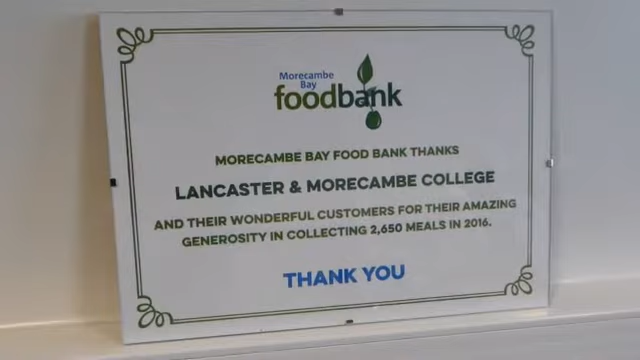 Morecambe
Bay
foodbank
MORECAMBE BAY FOOD BANK THANKS
LANCASTER & MORECAMBE COLLEGE
AND THEIR WONDERFUL CUSTOMERS FOR THEIR AMAZING
GENEROSITY IN COLLECTING 2,650 MEALS IN 2016.
THANK YOU